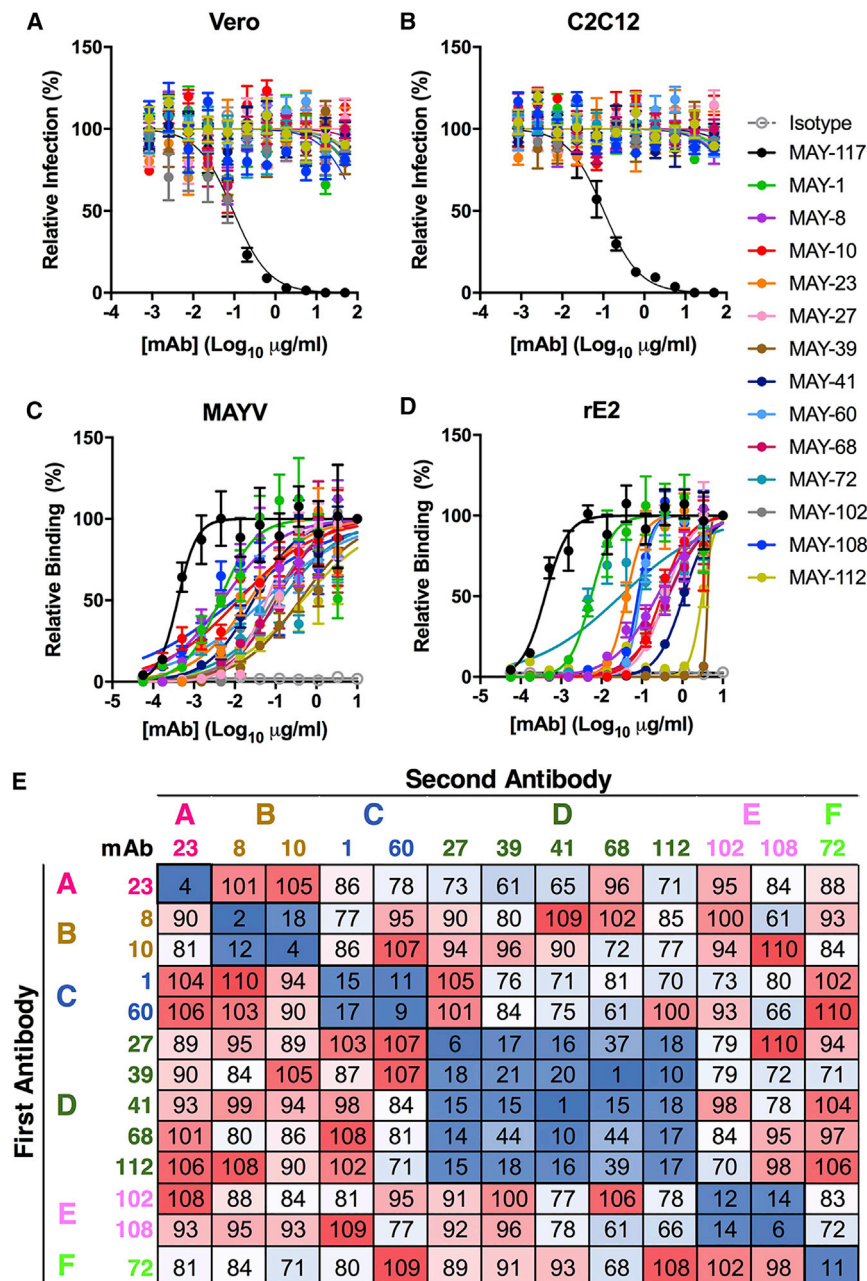 A Vero
150
100
50
0
Relative Infection (%)
-4 -3 -2 -1 0 1 2
[mAb] (Log10 μg/ml)
B C2C12
150
100
50
0
Relative Infection (%)
-4 -2 0 2
[mAb] (Log10 μg/ml)
Isotype
MAY-117
MAY-1
MAY-8
MAY-10
MAY-23
MAY-27
MAY-39
MAY-41
MAY-60
MAY-68
MAY-72
MAY-102
MAY-108
MAY-112
C MAYV
150
100
50
0
Relative Binding (%)
-5 -4 -3 -2 -1 0 1
[mAb] (Log10 μg/ml)
D rE2
150
100
50
0
Relative Binding (%)
-5 -4 -3 -2 -1 0 1
[mAb] (Log10 μg/ml)
E
Second Antibody
A B C D E F
mAb 23 8 10 1 60 27 39 41 68 112 102 108 72
First Antibody
A 23 4 101 105 86 78 73 61 65 96 71 95 84 88
B 8 90 2 18 77 95 90 80 109 102 85 100 61 93
10 81 12 4 86 107 94 96 90 72 77 94 110 84
C 1 104 110 94 15 11 105 76 71 81 70 73 80 102
60 106 103 90 17 9 101 84 75 61 100 93 66 110
D 27 89 95 89 103 107 6 17 16 37 18 79 110 94
39 90 84 105 87 107 18 21 20 1 10 79 72 71
41 93 99 94 98 84 15 15 1 15 18 98 78 104
68 101 80 86 108 81 14 44 10 44 17 84 95 97
112 106 108 90 102 71 15 18 16 39 17 70 98 106
E 102 108 88 84 81 95 91 100 77 106 78 12 14 83
108 93 95 93 109 77 92 96 78 61 66 14 6 72
F 72 81 84 71 80 109 89 91 93 68 108 102 98 11